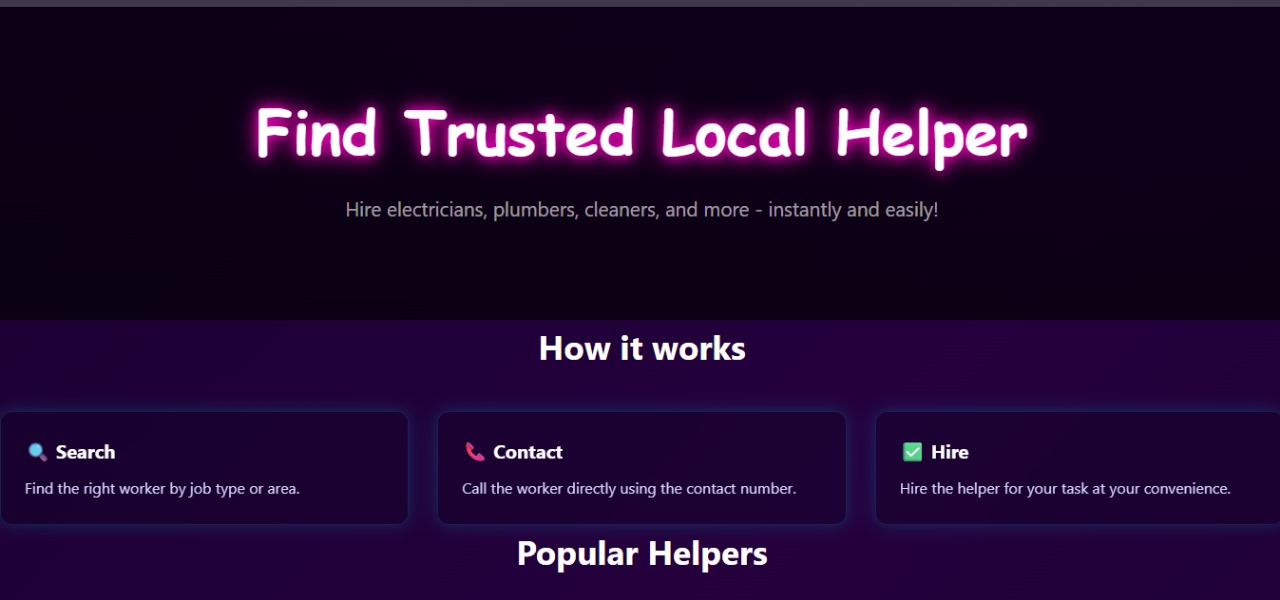 Find Trusted Local Helper
Hire electricians, plumbers, cleaners, and more - instantly and easily!
How it works
🔍 Search
Find the right worker by job type or area.
📞 Contact
Call the worker directly using the contact number.
✅ Hire
Hire the helper for your task at your convenience.
Popular Helpers